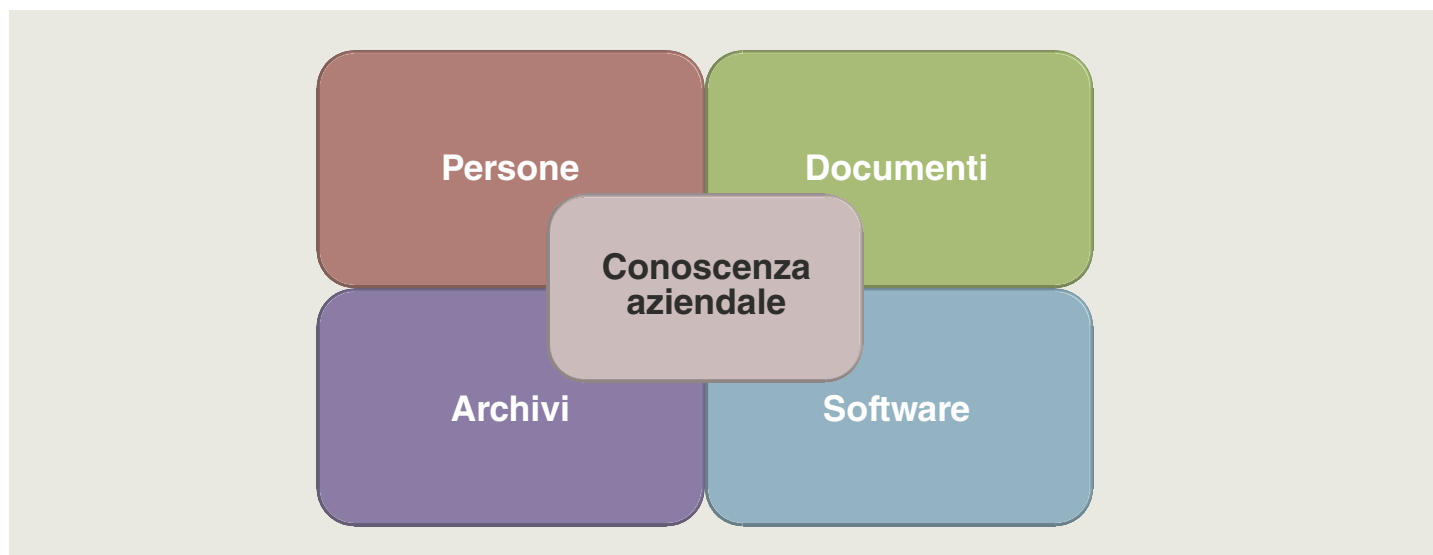 Persone
Documenti
Conoscenza
aziendale
Archivi
Software